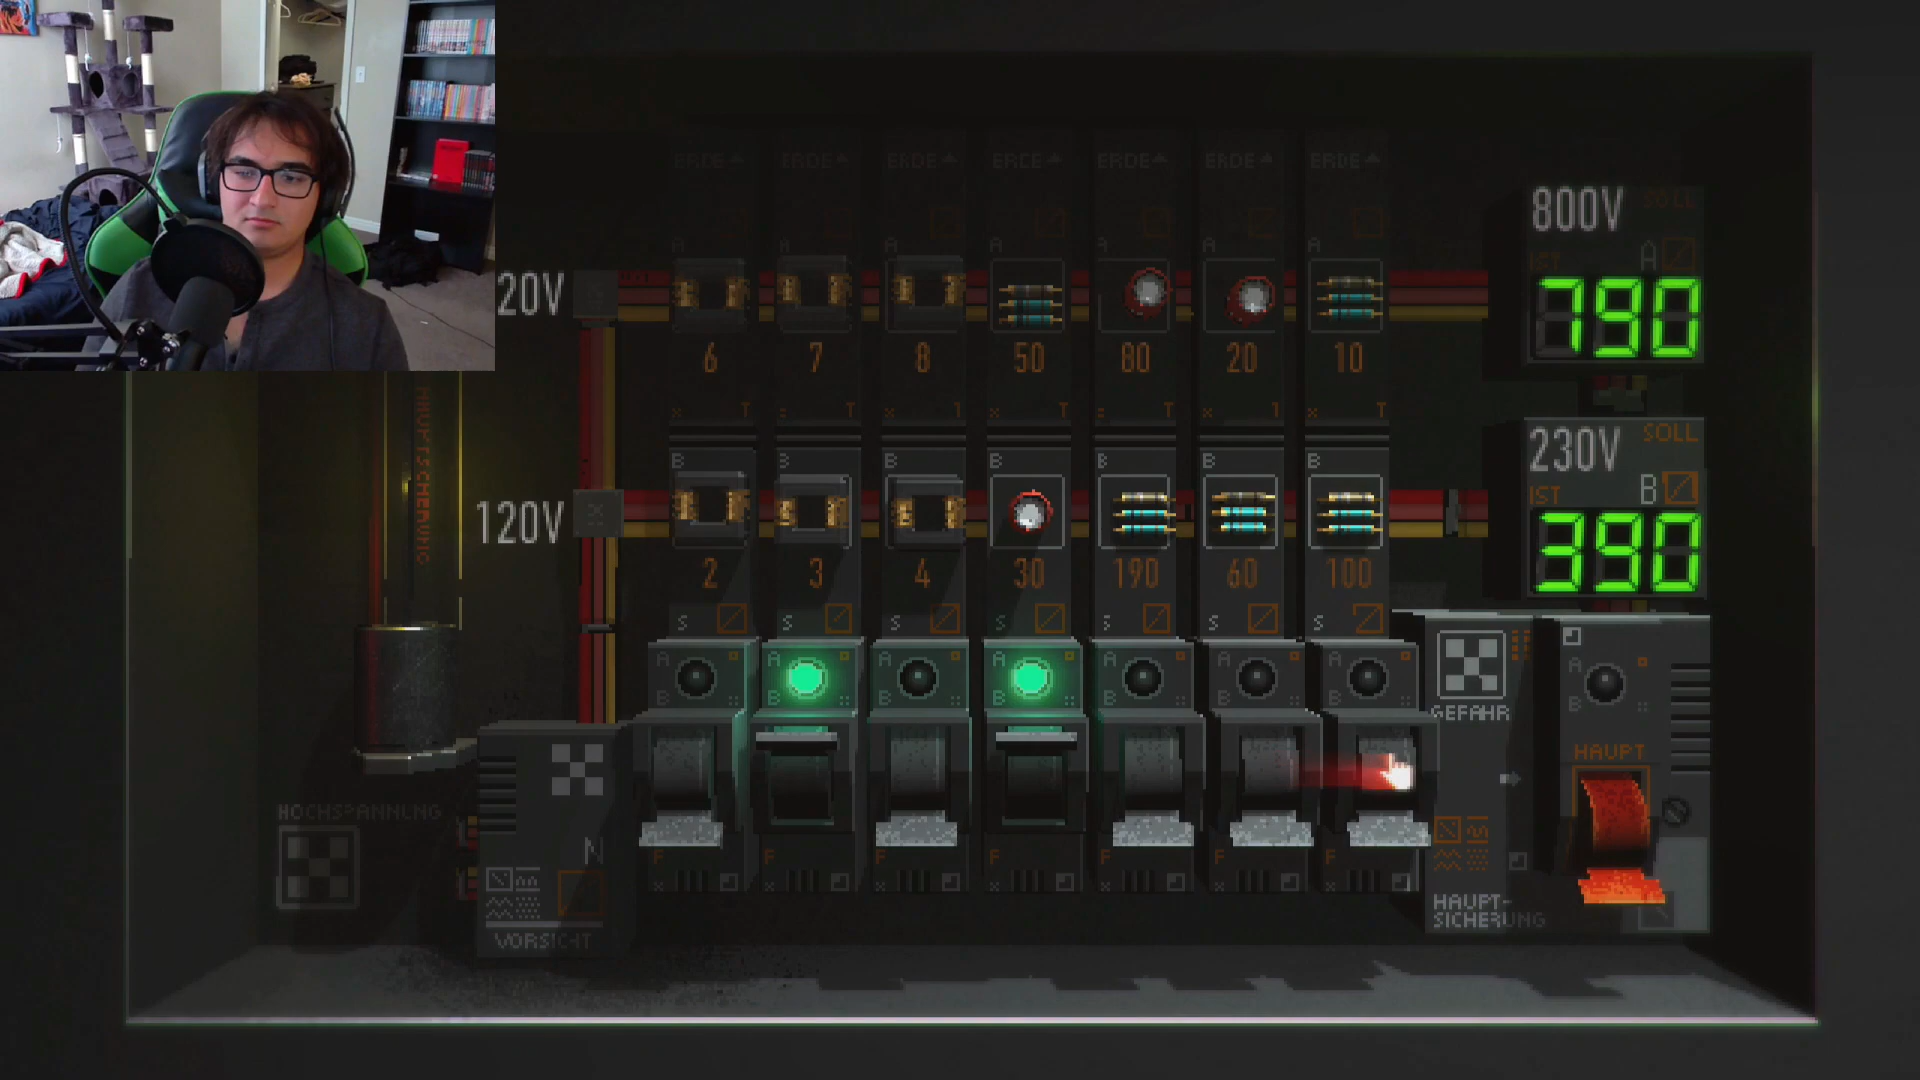 ERDE ERDE ERDE ERDE ERDE ERDE ERDE
800V SOLL
A A A A A A
IST A
20V
790
6 7 8 50 80 20 10
T T T T T
230V SOLL
B B B B B B
IST B
120V
390
2 3 4 30 190 60 100
S S S S S S S
HAUPTSICHERUNG
A A A A A A A A
B B B B B B B B
GEFAHR
HAUPT
HOCHSPANNUNG
N
F F F F F F F
VORSICHT
HAUPT-
SICHERUNG